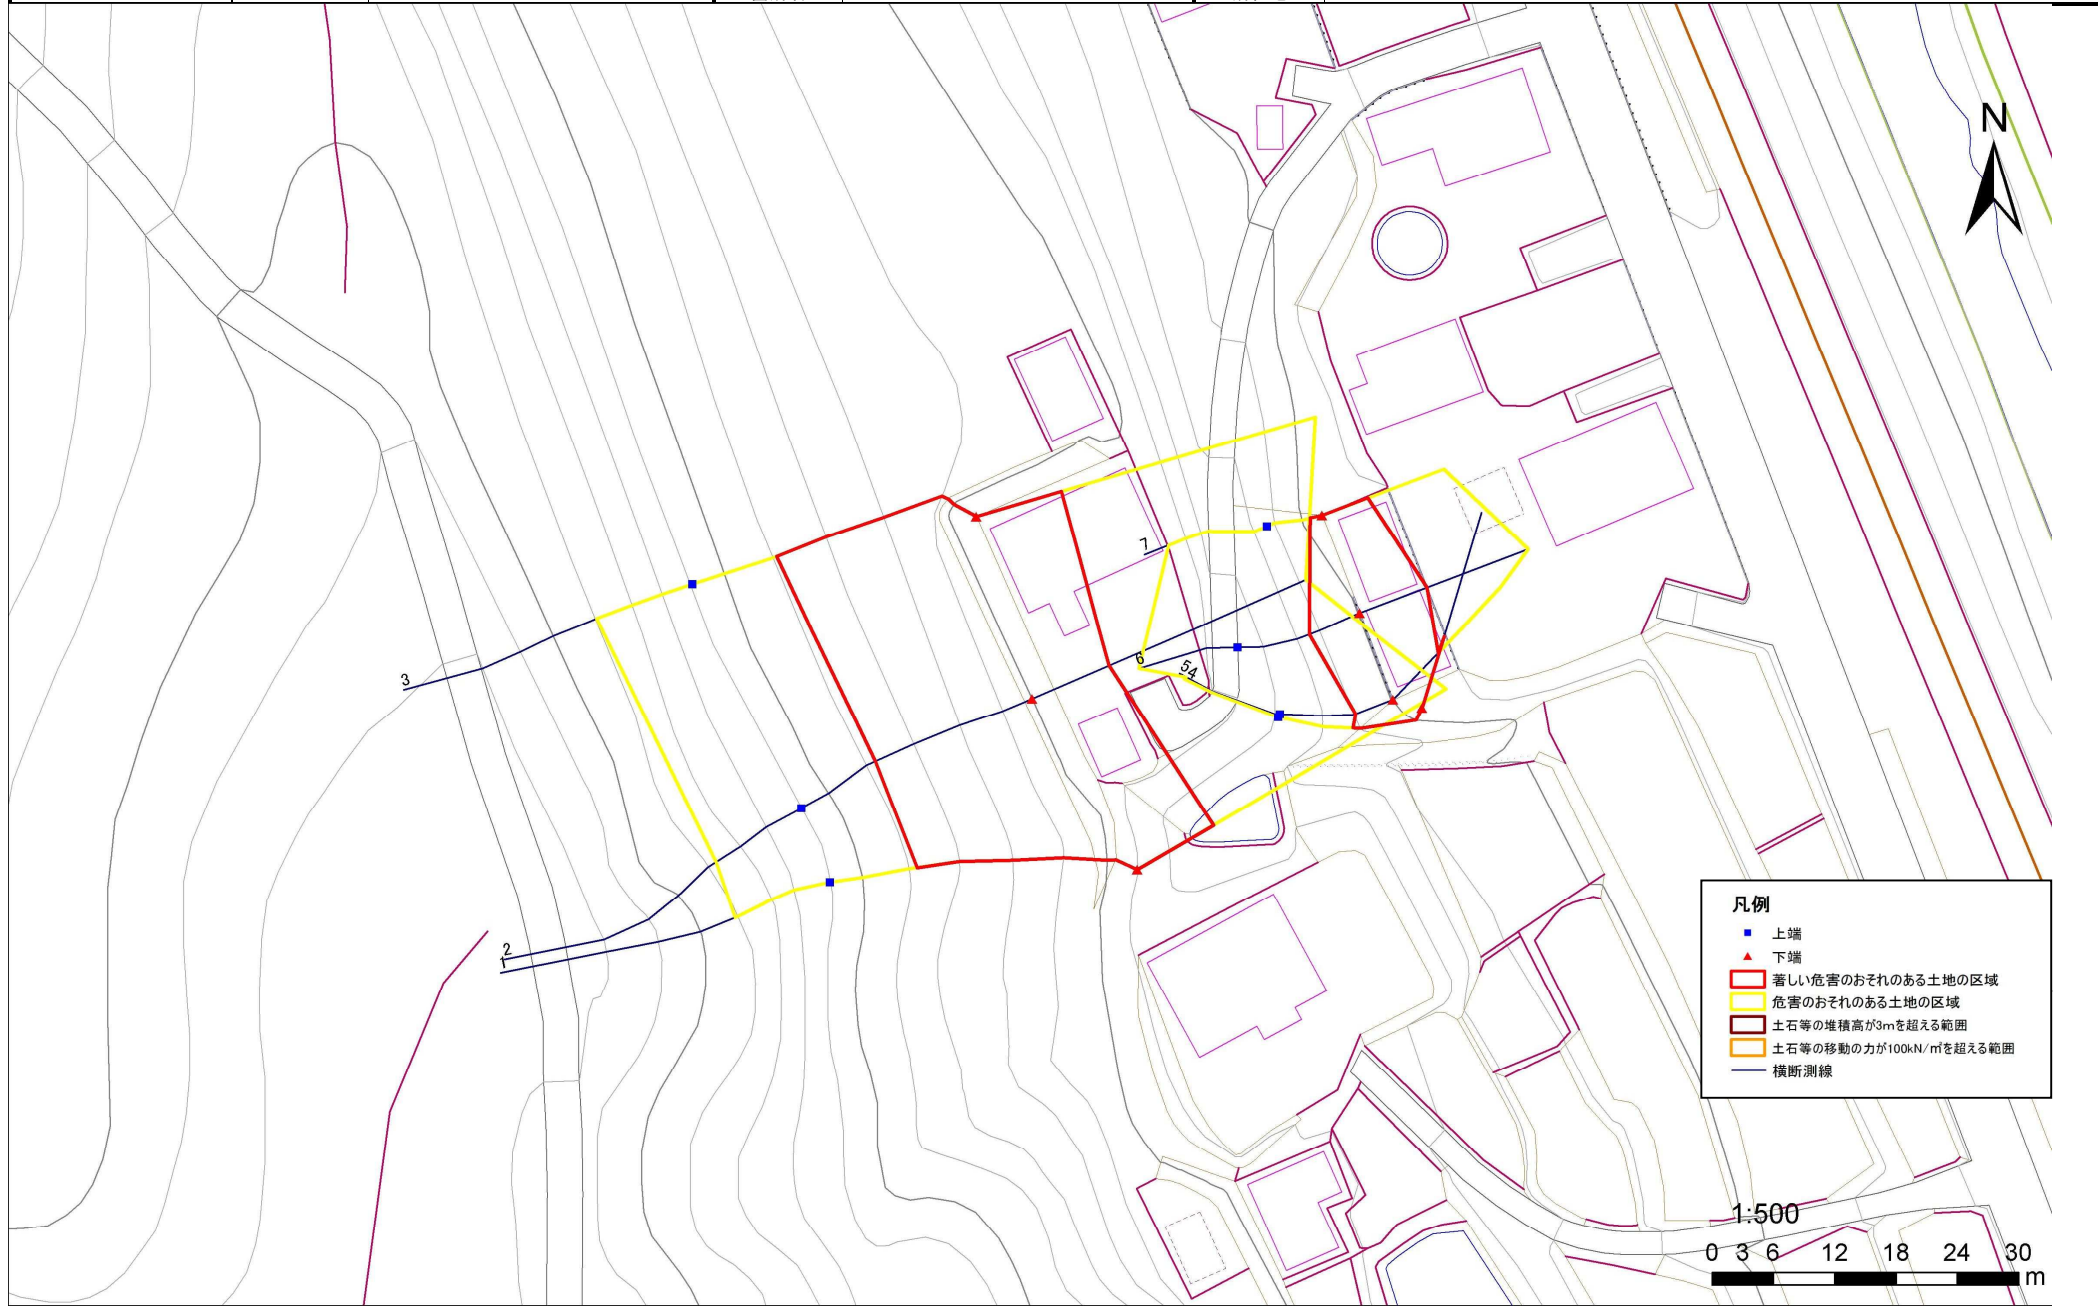 N
7
6
54
3
2
1
凡例
上端
下端
著しい危害のおそれのある土地の区域
危害のおそれのある土地の区域
土石等の堆積高が3mを超える範囲
土石等の移動の力が100kN/㎡を超える範囲
横断測線
1:500
0 3 6 12 18 24 30
m